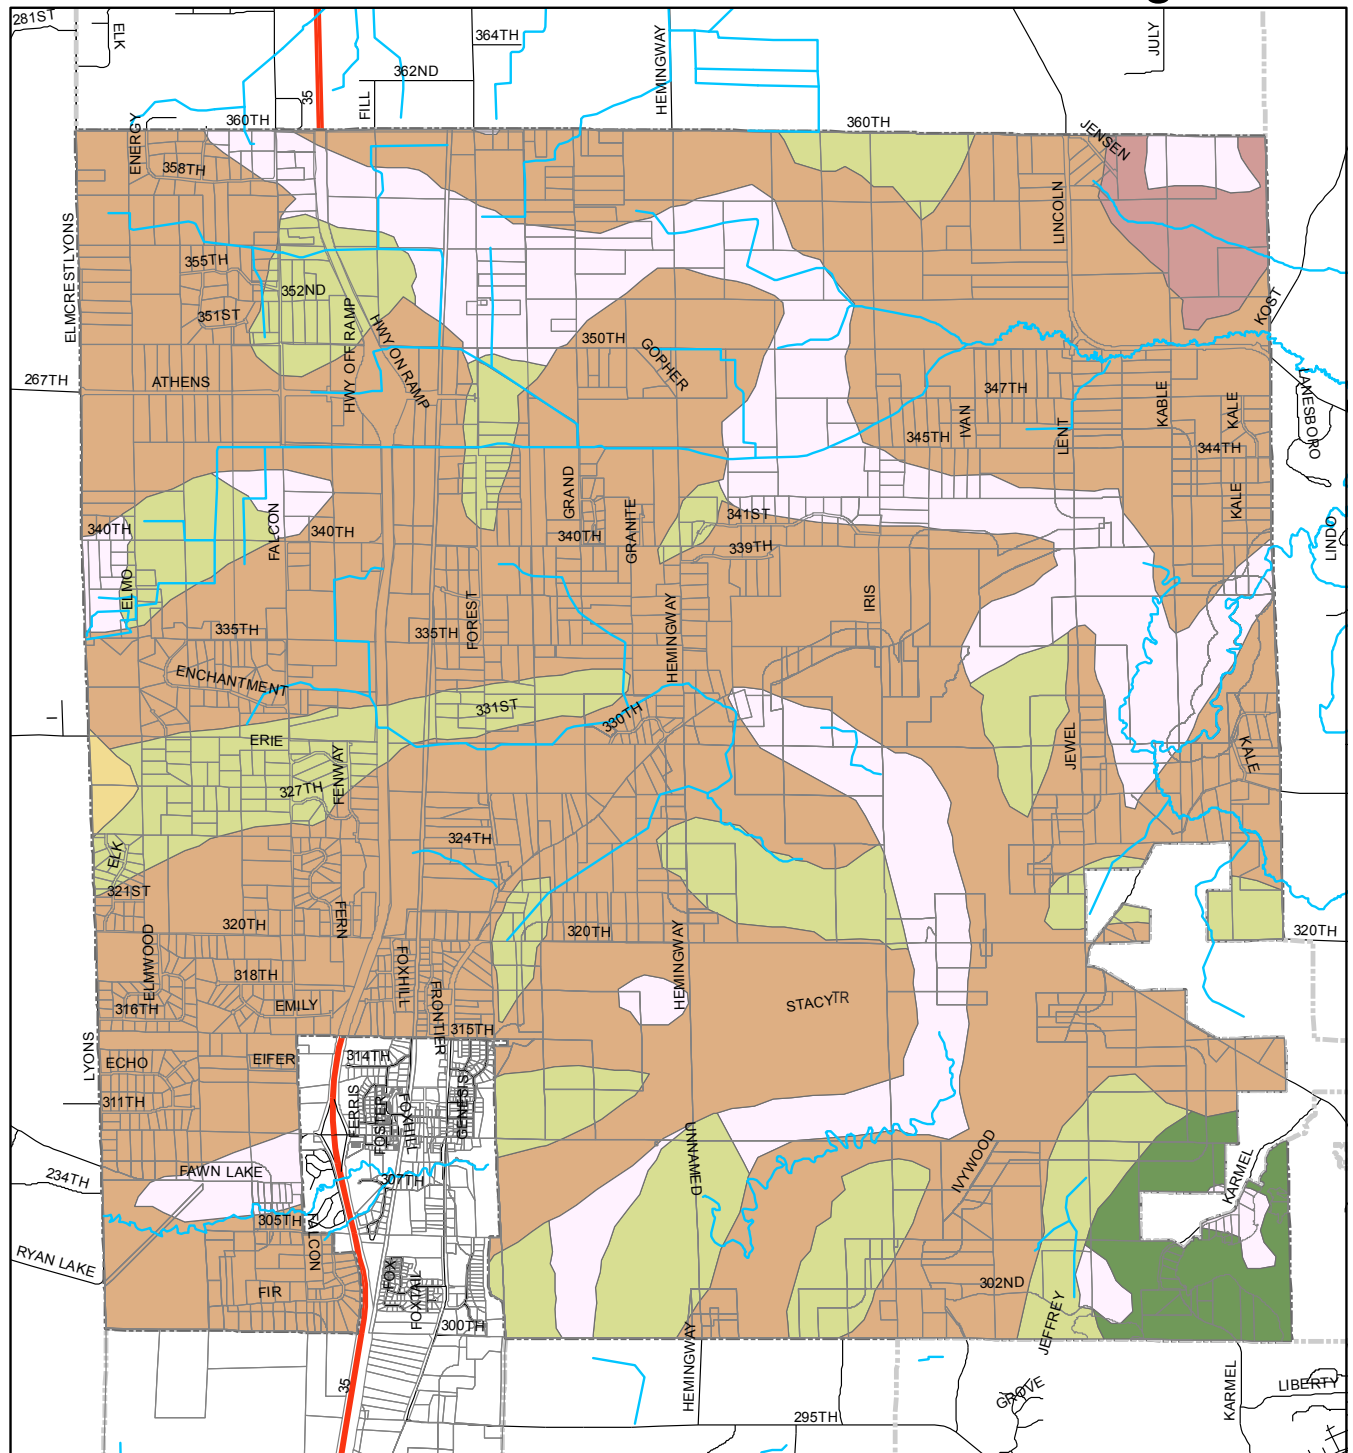 281ST
ELK
364TH
362ND
HEMINGWAY
JULY
35
FILL
360TH
360TH
ENERGY
JENSEN
358TH
LINCOLN
ELMCREST
LYONS
355TH
352ND
351ST
HWY OFF RAMP
HWY ON RAMP
350TH
GOPHER
KOST
267TH
ATHENS
347TH
LANESBORO
IVAN
KABLE
KALE
345TH
LENT
344TH
GRAND
340TH
FALCON
340TH
340TH
GRANITE
341ST
339TH
KALE
LINDO
ELMO
IRIS
335TH
335TH
FOREST
HEMINGWAY
ENCHANTMENT
331ST
330TH
ERIE
JEWEL
KALE
327TH
FENWAY
324TH
ELK
321ST
320TH
FERN
320TH
HEMINGWAY
320TH
ELMWOOD
318TH
FOXHILL
316TH
EMILY
FRONTIER
STACY TR
315TH
LYONS
ECHO
EIFER
314TH
311TH
FERRIS
FOSTER
FOXHILL
GENESIS
UNNAMED
IVYWOOD
KARMEL
234TH
FAWN LAKE
307TH
305TH
FALCON
RYAN LAKE
FIR
FOX
FOXTAIL
302ND
JEFFREY
300TH
HEMINGWAY
35
GROVE
KARMEL
LIBERTY
295TH